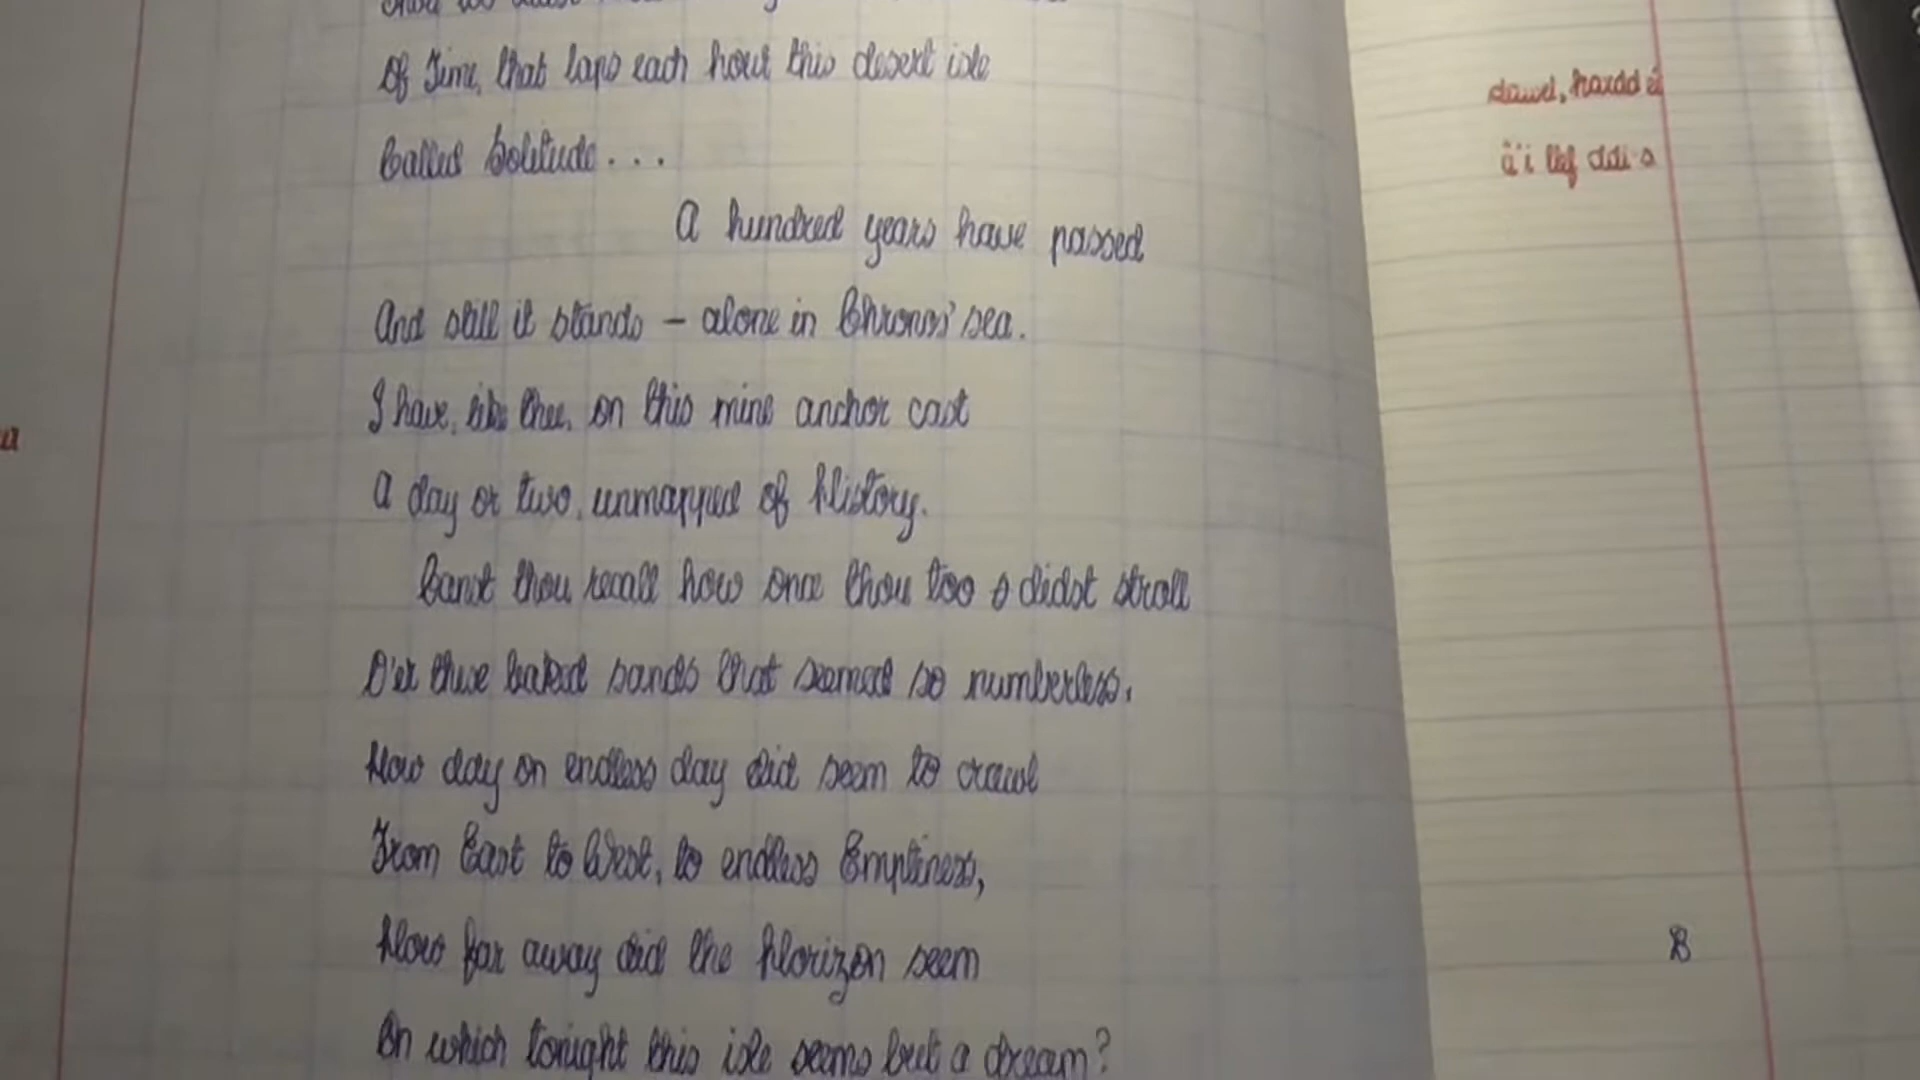 Of Time, that laps each hour this desert isle
Called Solitude...
A hundred years have passed
And still it stands – alone in Chronos' sea.
I have, like thee, on this mine anchor cast
A day or two, unmapped of History.
Canst thou recall how once thou too didst stroll
O'er these baked sands that seemed so numberless,
How day on endless day did seem to crawl
From East to West, to endless Emptiness,
How far away did the Horizon seem
On which tonight this isle seems but a dream?
a
B